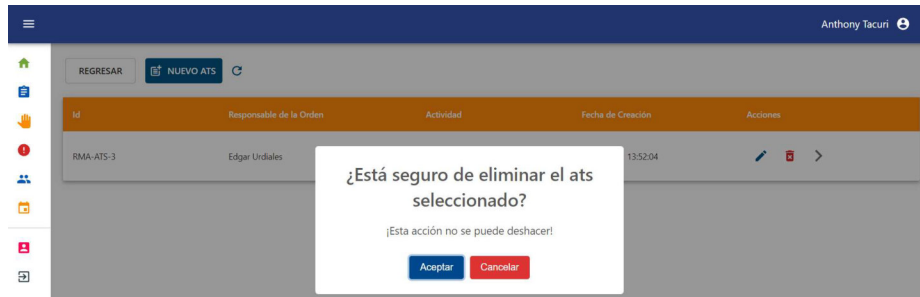 Anthony Tacuri
REGRESAR
NUEVO ATS
Id Responsable de la Orden Actividad Fecha de Creación Acciones
RMA-ATS-3 Edgar Urdiales 13:52:04
¿Está seguro de eliminar el ats
seleccionado?
¡Esta acción no se puede deshacer!
Aceptar Cancelar